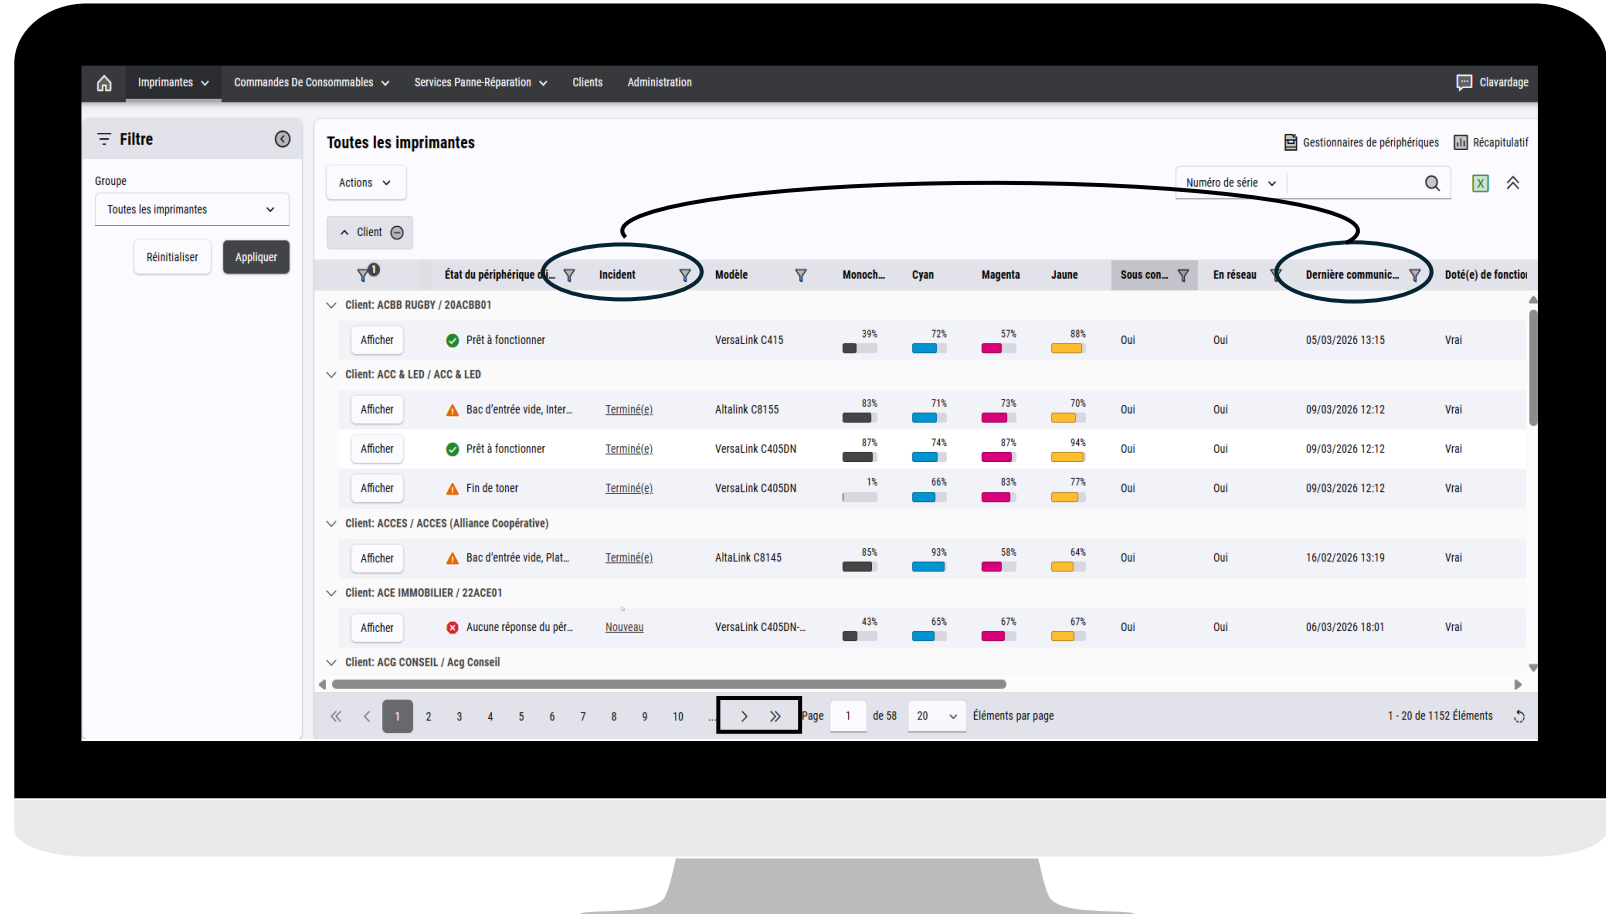 Imprimantes Commandes De Consommables Services Panne-Réparation Clients Administration Clavardage
Filtre
Groupe
Toutes les imprimantes
Réinitialiser Appliquer
Toutes les imprimantes Gestionnaires de périphériques Récapitulatif
Actions Numéro de série X
Client
1 État du périphérique d'i... Incident Modèle Monoch... Cyan Magenta Jaune Sous con... En réseau Dernière communic... Doté(e) de fonction
Client: ACBB RUGBY / 20ACBB01
Afficher Prêt à fonctionner VersaLink C415 39% 72% 57% 88% Oui Oui 05/03/2026 13:15 Vrai
Client: ACC & LED / ACC & LED
Afficher Bac d'entrée vide, Inter... Terminé(e) Altalink C8155 83% 71% 73% 70% Oui Oui 09/03/2026 12:12 Vrai
Afficher Prêt à fonctionner Terminé(e) VersaLink C405DN 87% 74% 87% 94% Oui Oui 09/03/2026 12:12 Vrai
Afficher Fin de toner Terminé(e) VersaLink C405DN 1% 66% 83% 77% Oui Oui 09/03/2026 12:12 Vrai
Client: ACCES / ACCES (Alliance Coopérative)
Afficher Bac d'entrée vide, Plat... Terminé(e) AltaLink C8145 85% 93% 58% 64% Oui Oui 16/02/2026 13:19 Vrai
Client: ACE IMMOBILIER / 22ACE01
Afficher Aucune réponse du pér... Nouveau VersaLink C405DN-... 43% 65% 67% 67% Oui Oui 06/03/2026 18:01 Vrai
Client: ACG CONSEIL / Acg Conseil
1 2 3 4 5 6 7 8 9 10 ... Page 1 de 58 20 Éléments par page 1 - 20 de 1152 Éléments